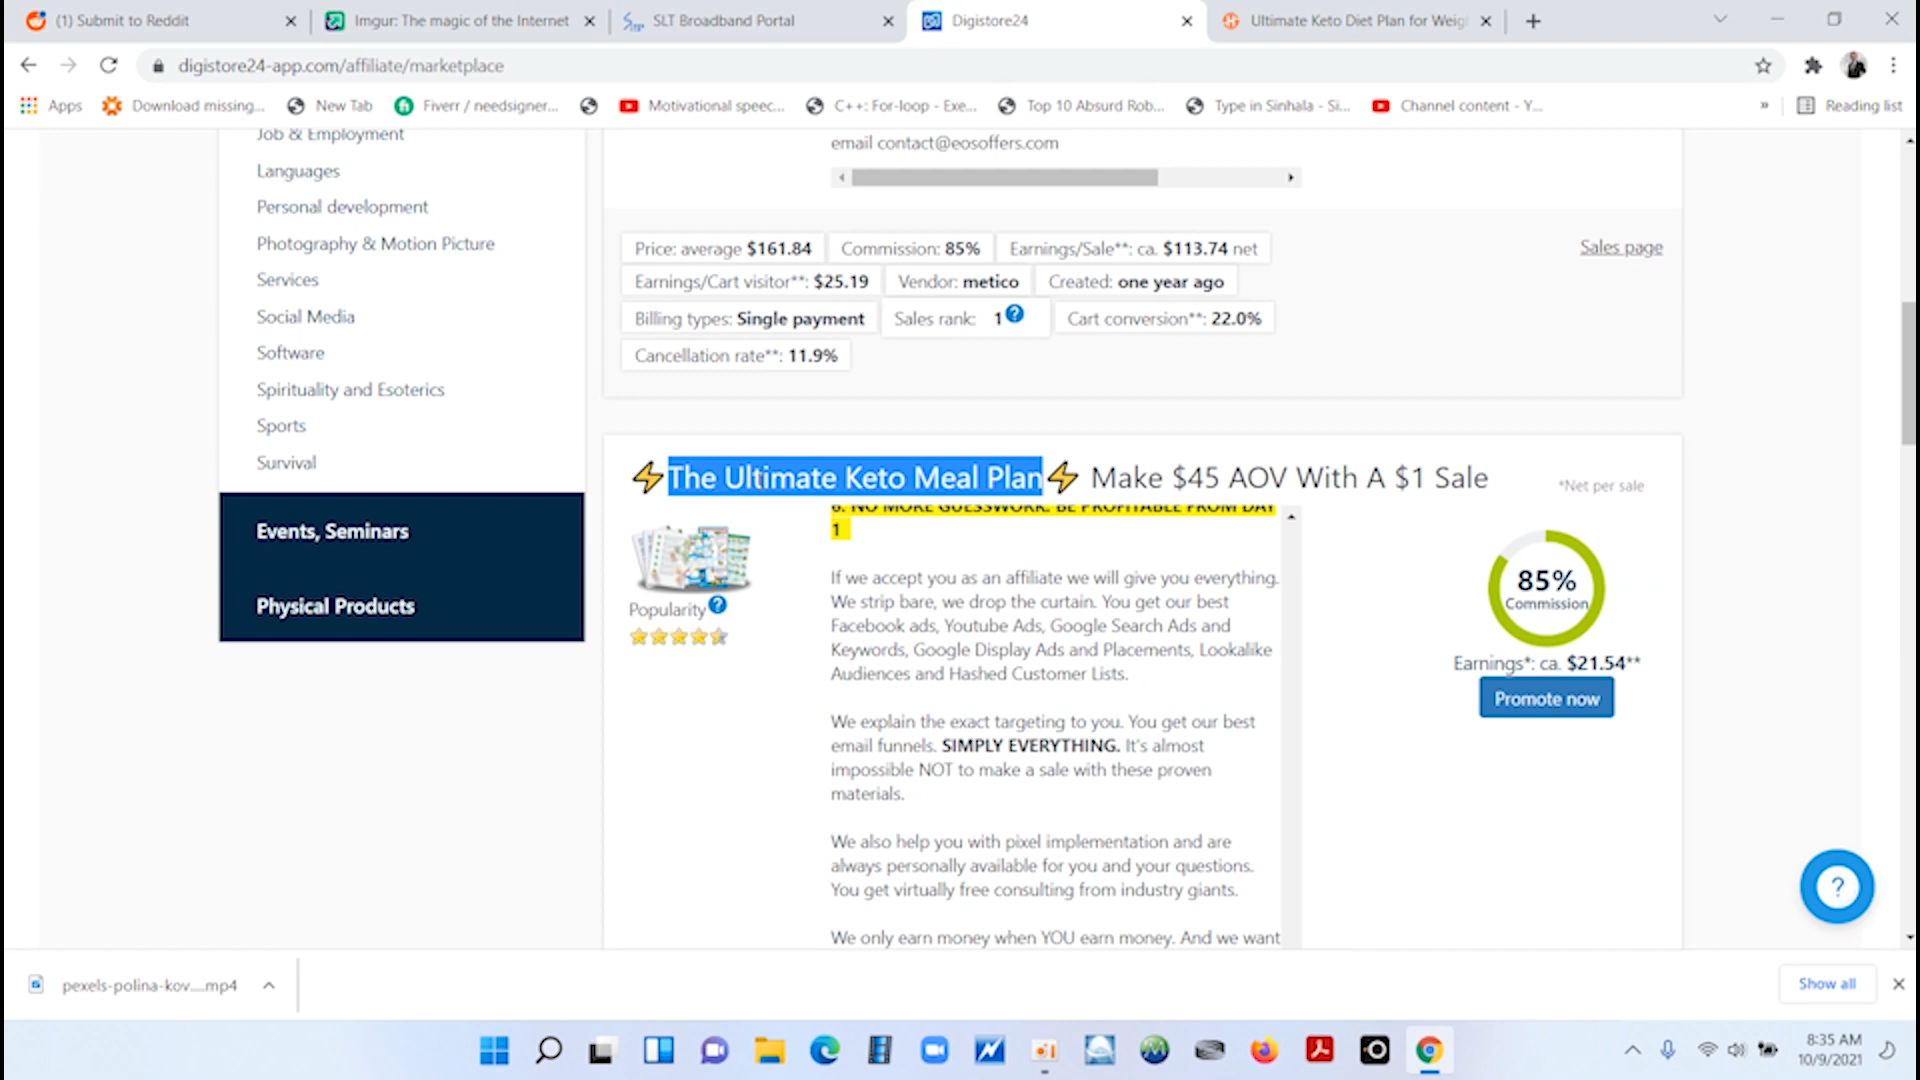 (1) Submit to Reddit
Imgur: The magic of the Internet
SLT Broadband Portal
Digistore24
Ultimate Keto Diet Plan for Weig
digistore24-app.com/affiliate/marketplace
Apps
Download missing...
New Tab
Fiverr / needsigner...
Motivational speec...
C++: For-loop - Exe...
Top 10 Absurd Rob...
Type in Sinhala - Si...
Channel content - Y...
»
Reading list
Job & Employment
Languages
Personal development
Photography & Motion Picture
Services
Social Media
Software
Spirituality and Esoterics
Sports
Survival
Events, Seminars
Physical Products
email contact@eosoffers.com
Price: average $161.84
Commission: 85%
Earnings/Sale**: ca. $113.74 net
Sales page
Earnings/Cart visitor**: $25.19
Vendor: metico
Created: one year ago
Billing types: Single payment
Sales rank: 1
Cart conversion**: 22.0%
Cancellation rate**: 11.9%
⚡The Ultimate Keto Meal Plan⚡ Make $45 AOV With A $1 Sale
*Net per sale
6. NO MORE GUESSWORK. BE PROFITABLE FROM DAY
1
If we accept you as an affiliate we will give you everything.
We strip bare, we drop the curtain. You get our best
Facebook ads, Youtube Ads, Google Search Ads and
Keywords, Google Display Ads and Placements, Lookalike
Audiences and Hashed Customer Lists.
We explain the exact targeting to you. You get our best
email funnels. SIMPLY EVERYTHING. It's almost
impossible NOT to make a sale with these proven
materials.
We also help you with pixel implementation and are
always personally available for you and your questions.
You get virtually free consulting from industry giants.
We only earn money when YOU earn money. And we want
Popularity
85%
Commission
Earnings*: ca. $21.54**
Promote now
?
pexels-polina-kov....mp4
Show all
8:35 AM
10/9/2021